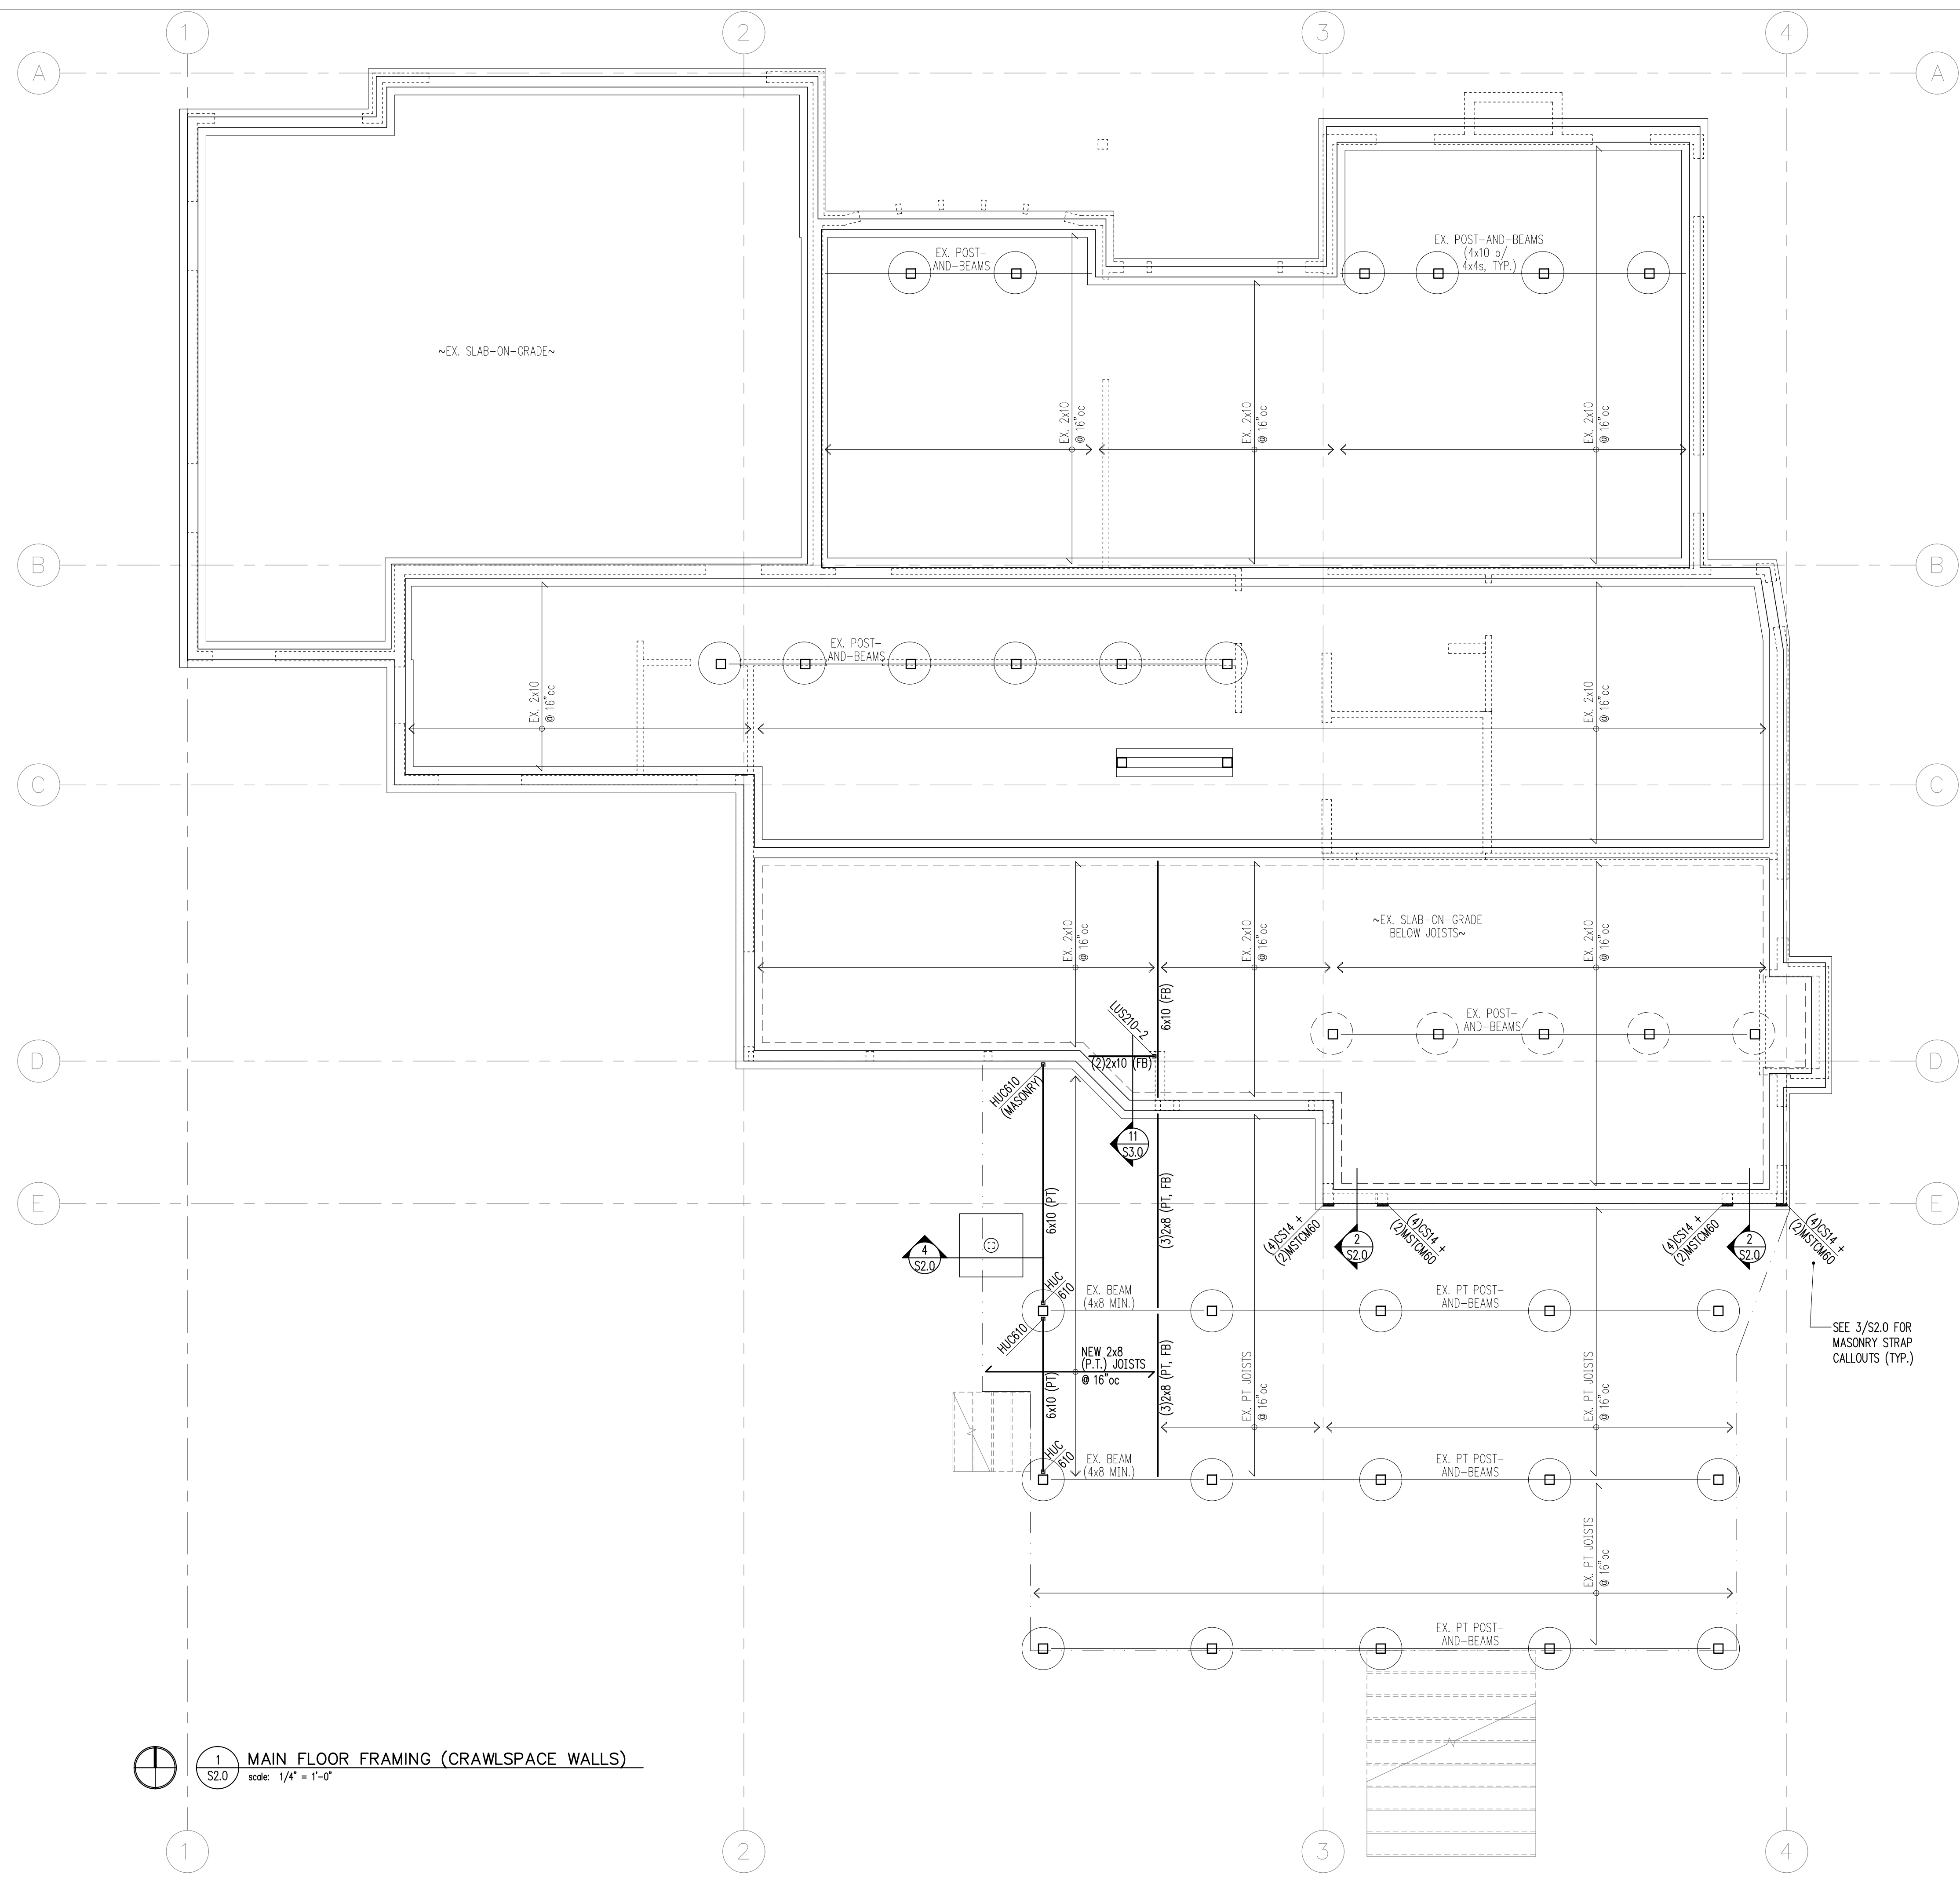 1
2
3
4
A
A
EX. POST-
AND-BEAMS
EX. POST-AND-BEAMS
(4x10 o/
4x4s, TYP.)
~EX. SLAB-ON-GRADE~
EX. 2x10
@ 16"oc
EX. 2x10
@ 16"oc
EX. 2x10
@ 16"oc
B
B
EX. POST-
AND-BEAMS
EX. 2x10
@ 16"oc
EX. 2x10
@ 16"oc
C
C
~EX. SLAB-ON-GRADE
BELOW JOISTS~
EX. 2x10
@ 16"oc
EX. 2x10
@ 16"oc
EX. 2x10
@ 16"oc
6x10 (FB)
LUS210-2
EX. POST-
AND-BEAMS
D
D
(2)2x10 (FB)
HUC610
(MASONRY)
11
S3.0
E
E
6x10 (PT)
(3)2x8 (PT, FB)
(4)CS14 +
(2)MSTCM60
2
S2.0
(4)CS14 +
(2)MSTCM60
(4)CS14 +
(2)MSTCM60
2
S2.0
(4)CS14 +
(2)MSTCM60
4
S2.0
HUC
610
EX. BEAM
(4x8 MIN.)
EX. PT POST-
AND-BEAMS
HUC610
SEE 3/S2.0 FOR
MASONRY STRAP
CALLOUTS (TYP.)
NEW 2x8
(P.T.) JOISTS
@ 16"oc
6x10 (PT)
(3)2x8 (PT, FB)
EX. PT JOISTS
@ 16"oc
EX. PT JOISTS
@ 16"oc
HUC
610
EX. BEAM
(4x8 MIN.)
EX. PT POST-
AND-BEAMS
EX. PT JOISTS
@ 16"oc
EX. PT POST-
AND-BEAMS
1
S2.0
MAIN FLOOR FRAMING (CRAWLSPACE WALLS)
scale: 1/4" = 1'-0"
1
2
3
4